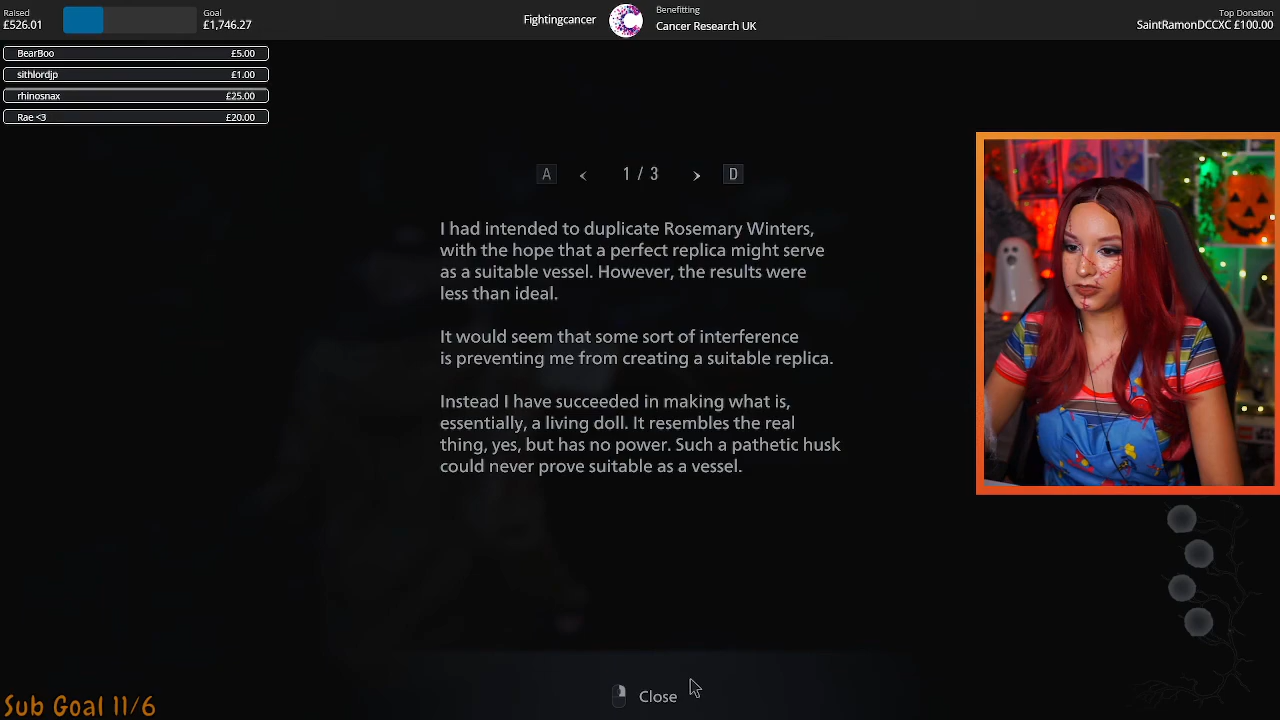 Raised
£526.01
Goal
£1,746.27
Fightingcancer
Benefitting
Cancer Research UK
Top Donation
SaintRamonDCCXC £100.00
BearBoo £5.00
sithlordjp £1.00
rhinosnax £25.00
Rae <3 £20.00
A < 1 / 3 > D
I had intended to duplicate Rosemary Winters,
with the hope that a perfect replica might serve
as a suitable vessel. However, the results were
less than ideal.
It would seem that some sort of interference
is preventing me from creating a suitable replica.
Instead I have succeeded in making what is,
essentially, a living doll. It resembles the real
thing, yes, but has no power. Such a pathetic husk
could never prove suitable as a vessel.
Close
Sub Goal 11/6